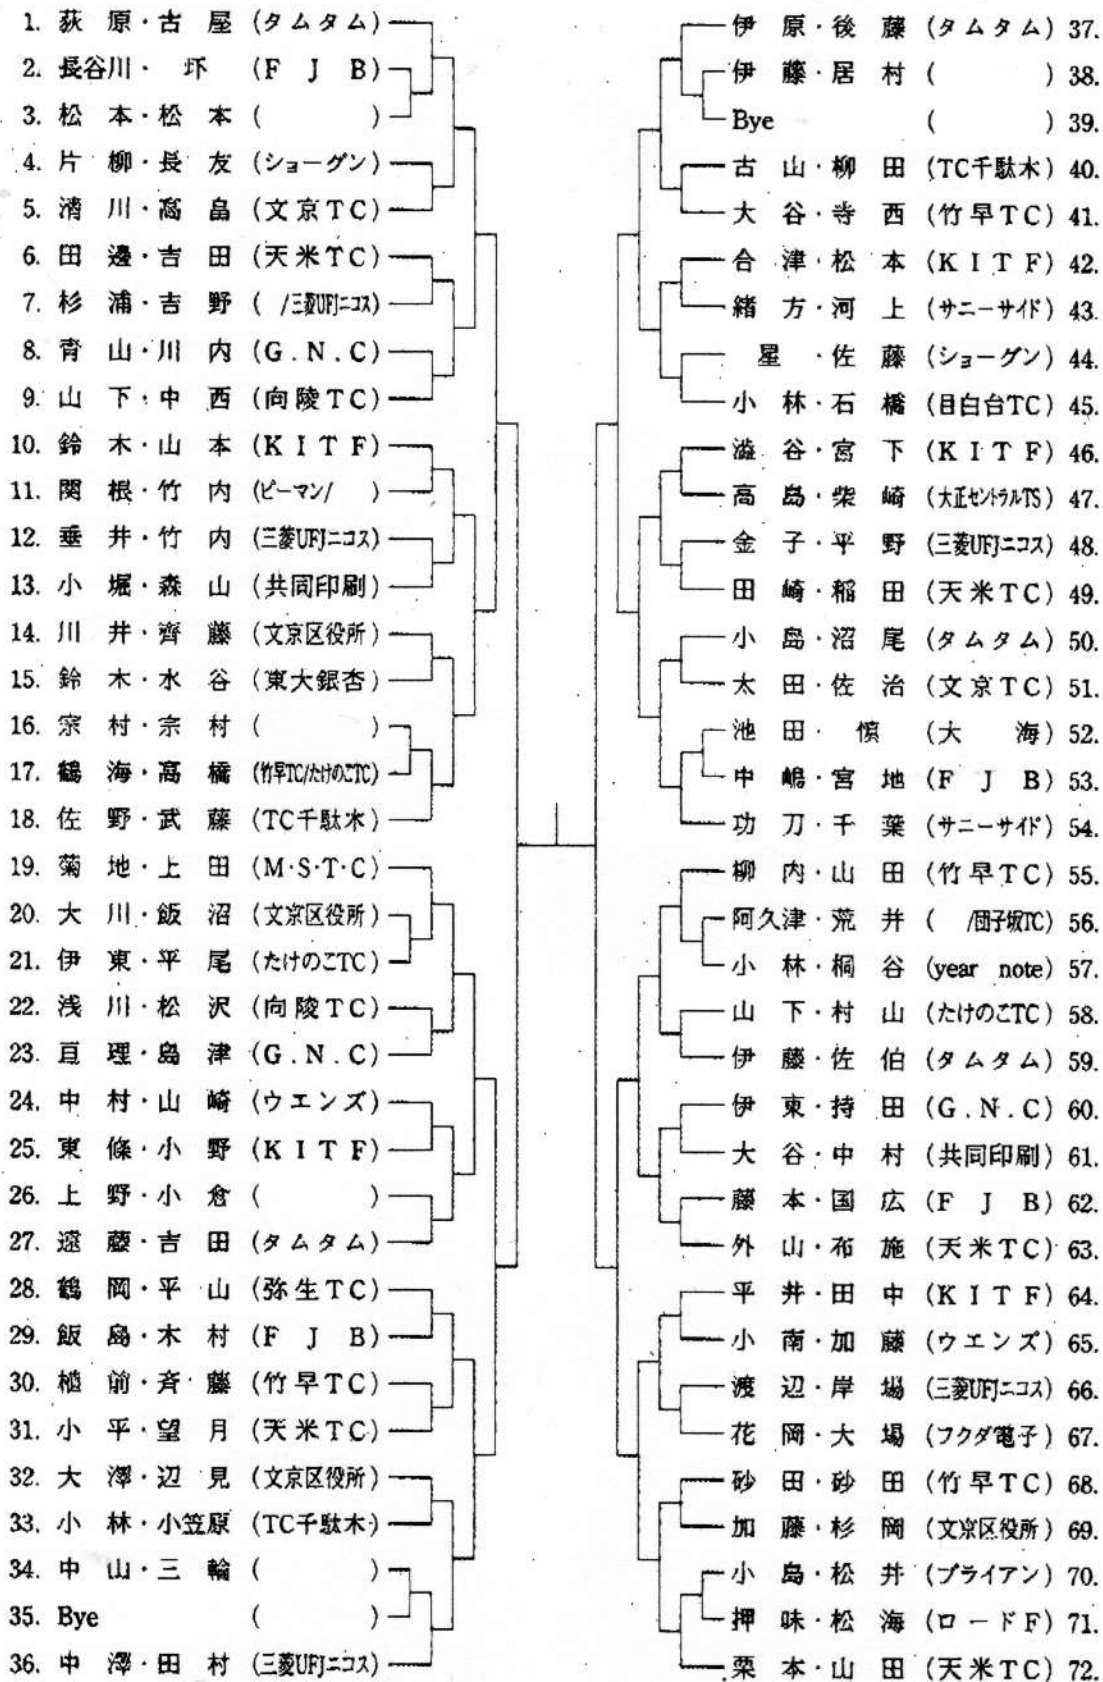 1. 荻原・古屋 (タムタム)
2. 長谷川・坏 (FJB)
3. 松本・松本 ( )
4. 片柳・長友 (ショーグン)
5. 清川・高畠 (文京TC)
6. 田邊・吉田 (天米TC)
7. 杉浦・吉野 ( /三菱UFJニコス)
8. 青山・川内 (G.N.C)
9. 山下・中西 (向陵TC)
10. 鈴木・山本 (KITF)
11. 関根・竹内 (ピーマン/ )
12. 垂井・竹内 (三菱UFJニコス)
13. 小堀・森山 (共同印刷)
14. 川井・齊藤 (文京区役所)
15. 鈴木・水谷 (東大銀杏)
16. 宗村・宗村 ( )
17. 鶴海・高橋 (竹早TC/たけのこTC)
18. 佐野・武藤 (TC千駄木)
19. 菊地・上田 (M・S・T・C)
20. 大川・飯沼 (文京区役所)
21. 伊東・平尾 (たけのこTC)
22. 浅川・松沢 (向陵TC)
23. 亘理・島津 (G.N.C)
24. 中村・山崎 (ウエンズ)
25. 東條・小野 (KITF)
26. 上野・小倉 ( )
27. 遠藤・吉田 (タムタム)
28. 鶴岡・平山 (弥生TC)
29. 飯島・木村 (FJB)
30. 植前・斉藤 (竹早TC)
31. 小平・望月 (天米TC)
32. 大澤・辺見 (文京区役所)
33. 小林・小笠原 (TC千駄木)
34. 中山・三輪 ( )
35. Bye ( )
36. 中澤・田村 (三菱UFJニコス)
伊原・後藤 (タムタム) 37.
伊藤・居村 ( ) 38.
Bye ( ) 39.
古山・柳田 (TC千駄木) 40.
大谷・寺西 (竹早TC) 41.
合津・松本 (KITF) 42.
緒方・河上 (サニーサイド) 43.
星・佐藤 (ショーグン) 44.
小林・石橋 (目白台TC) 45.
澁谷・宮下 (KITF) 46.
高島・柴崎 (大正セントラルTS) 47.
金子・平野 (三菱UFJニコス) 48.
田崎・稲田 (天米TC) 49.
小島・沼尾 (タムタム) 50.
太田・佐治 (文京TC) 51.
池田・慎 (大海) 52.
中嶋・宮地 (FJB) 53.
功刀・千葉 (サニーサイド) 54.
柳内・山田 (竹早TC) 55.
阿久津・荒井 ( /団子坂TC) 56.
小林・桐谷 (year note) 57.
山下・村山 (たけのこTC) 58.
伊藤・佐伯 (タムタム) 59.
伊東・持田 (G.N.C) 60.
大谷・中村 (共同印刷) 61.
藤本・国広 (FJB) 62.
外山・布施 (天米TC) 63.
平井・田中 (KITF) 64.
小南・加藤 (ウエンズ) 65.
渡辺・岸場 (三菱UFJニコス) 66.
花岡・大場 (フクダ電子) 67.
砂田・砂田 (竹早TC) 68.
加藤・杉岡 (文京区役所) 69.
小島・松井 (ブライアン) 70.
押味・松海 (ロードF) 71.
栗本・山田 (天米TC) 72.